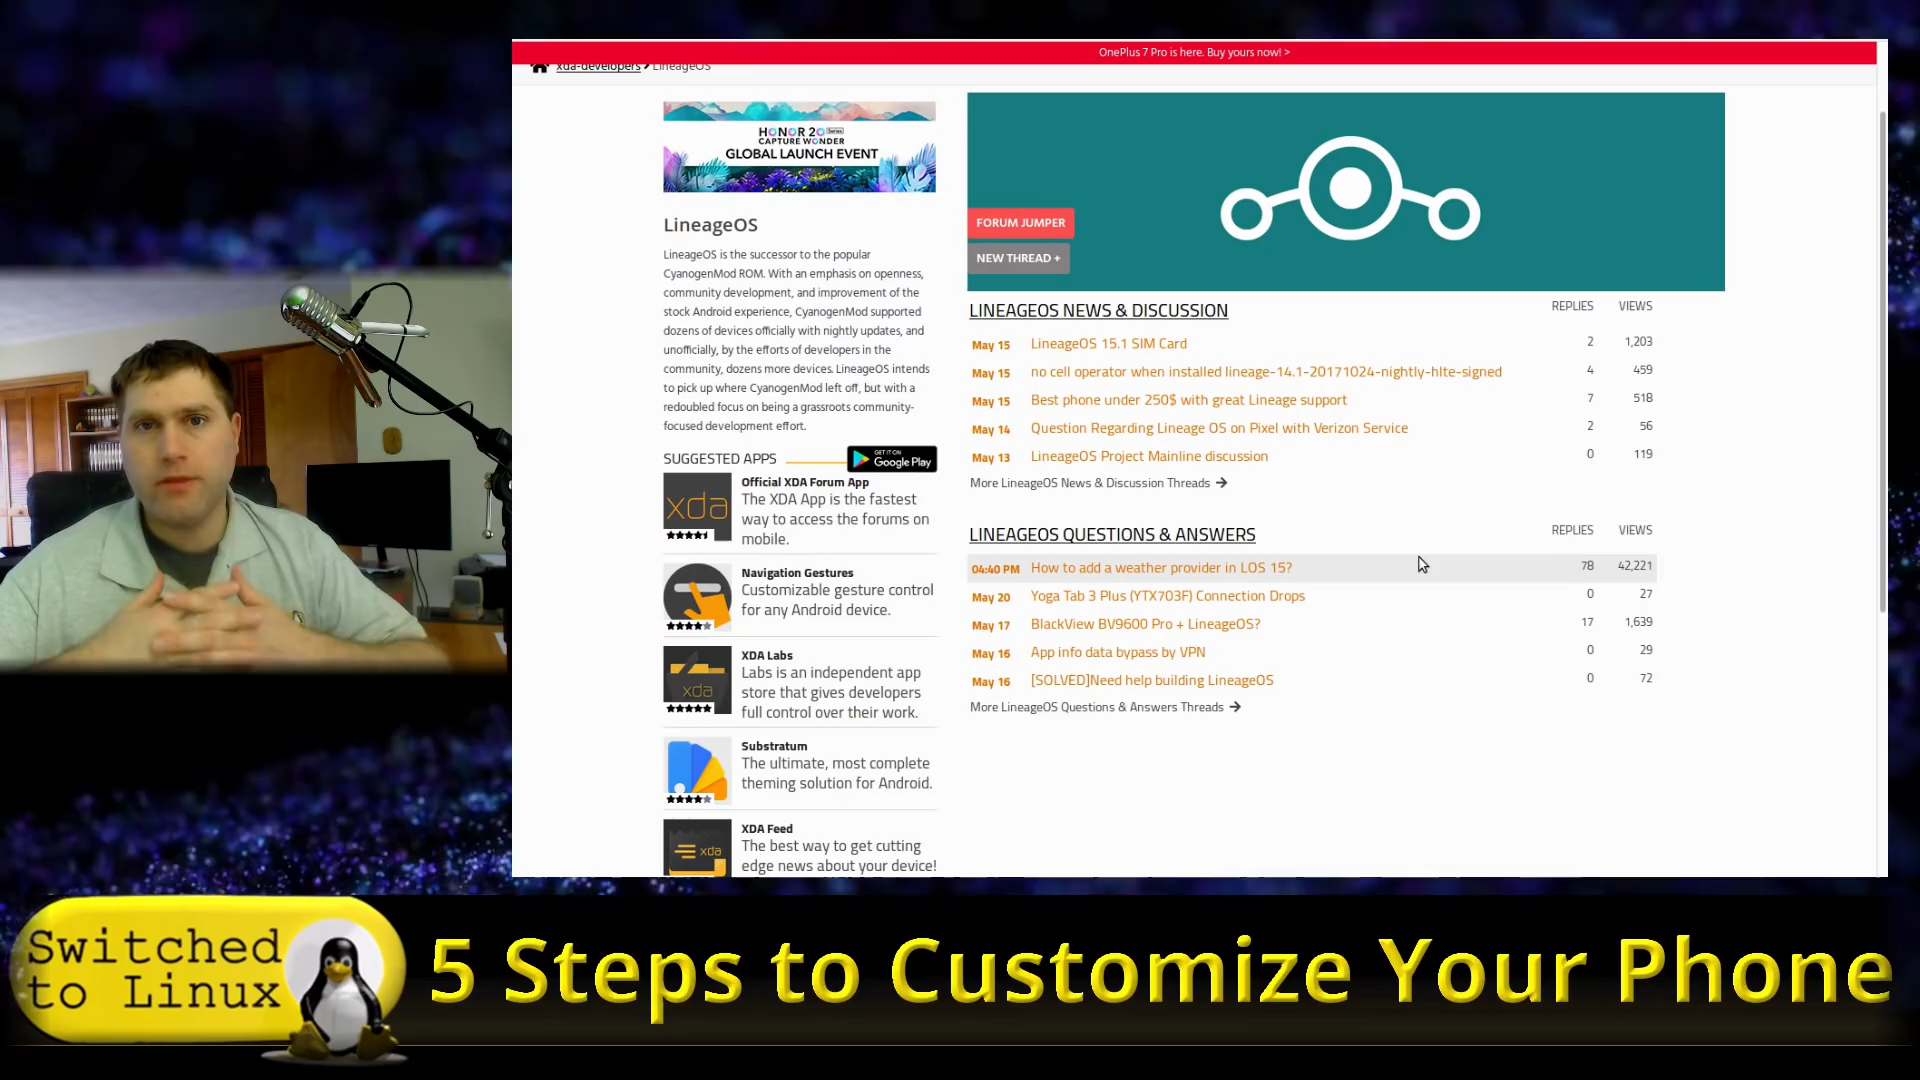 OnePlus 7 Pro is here. Buy yours now! >
xda-developers > LineageOS
HONOR 20 Series
CAPTURE WONDER
GLOBAL LAUNCH EVENT
LineageOS
LineageOS is the successor to the popular
CyanogenMod ROM. With an emphasis on openness,
community development, and improvement of the
stock Android experience, CyanogenMod supported
dozens of devices officially with nightly updates, and
unofficially, by the efforts of developers in the
community, dozens more devices. LineageOS intends
to pick up where CyanogenMod left off, but with a
redoubled focus on being a grassroots community-
focused development effort.
SUGGESTED APPS
GET IT ON
Google Play
xda
Official XDA Forum App
The XDA App is the fastest
way to access the forums on
mobile.
Navigation Gestures
Customizable gesture control
for any Android device.
xda
XDA Labs
Labs is an independent app
store that gives developers
full control over their work.
Substratum
The ultimate, most complete
theming solution for Android.
xda
XDA Feed
The best way to get cutting
edge news about your device!
FORUM JUMPER
NEW THREAD +
LINEAGEOS NEWS & DISCUSSION REPLIES VIEWS
May 15 LineageOS 15.1 SIM Card 2 1,203
May 15 no cell operator when installed lineage-14.1-20171024-nightly-hlte-signed 4 459
May 15 Best phone under 250$ with great Lineage support 7 518
May 14 Question Regarding Lineage OS on Pixel with Verizon Service 2 56
May 13 LineageOS Project Mainline discussion 0 119
More LineageOS News & Discussion Threads →
LINEAGEOS QUESTIONS & ANSWERS REPLIES VIEWS
04:40 PM How to add a weather provider in LOS 15? 78 42,221
May 20 Yoga Tab 3 Plus (YTX703F) Connection Drops 0 27
May 17 BlackView BV9600 Pro + LineageOS? 17 1,639
May 16 App info data bypass by VPN 0 29
May 16 [SOLVED]Need help building LineageOS 0 72
More LineageOS Questions & Answers Threads →
Switched
to Linux
5 Steps to Customize Your Phone